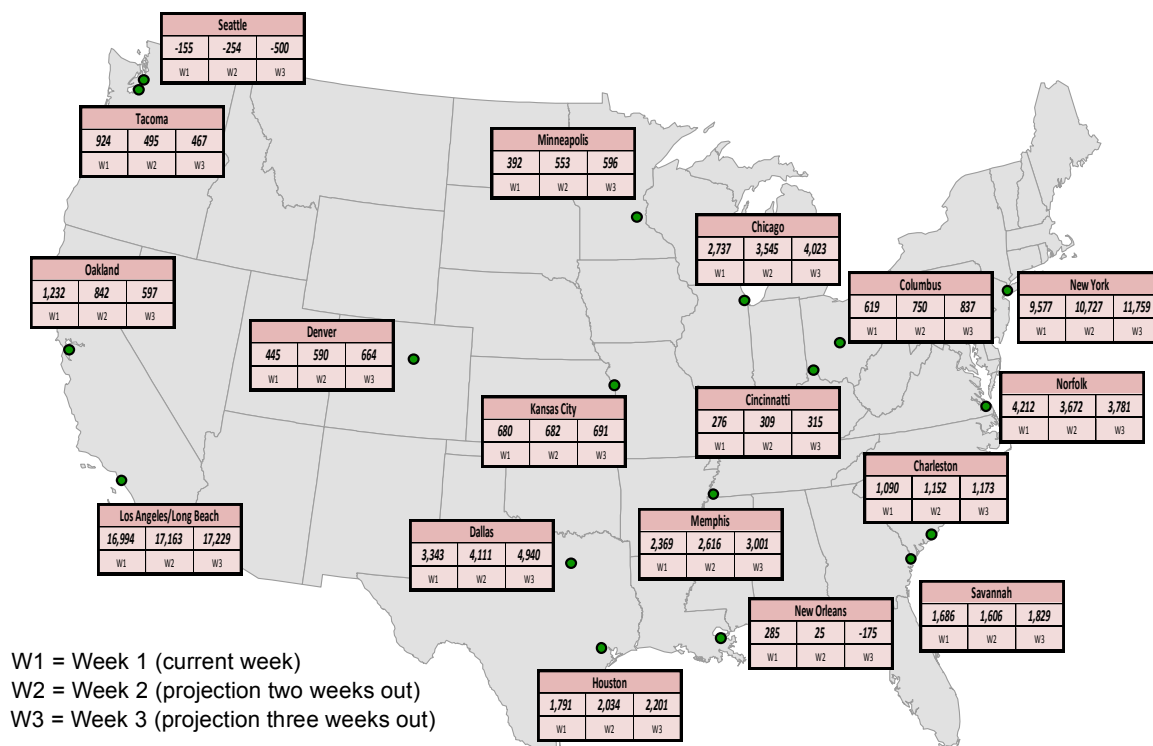 Seattle
-155 -254 -500
W1 W2 W3
Tacoma
924 495 467
W1 W2 W3
Minneapolis
392 553 596
W1 W2 W3
Chicago
2,737 3,545 4,023
W1 W2 W3
Oakland
1,232 842 597
W1 W2 W3
Columbus
619 750 837
W1 W2 W3
New York
9,577 10,727 11,759
W1 W2 W3
Denver
445 590 664
W1 W2 W3
Norfolk
4,212 3,672 3,781
W1 W2 W3
Kansas City
680 682 691
W1 W2 W3
Cincinnatti
276 309 315
W1 W2 W3
Charleston
1,090 1,152 1,173
W1 W2 W3
Los Angeles/Long Beach
16,994 17,163 17,229
W1 W2 W3
Dallas
3,343 4,111 4,940
W1 W2 W3
Memphis
2,369 2,616 3,001
W1 W2 W3
Savannah
1,686 1,606 1,829
W1 W2 W3
New Orleans
285 25 -175
W1 W2 W3
Houston
1,791 2,034 2,201
W1 W2 W3
W1 = Week 1 (current week)
W2 = Week 2 (projection two weeks out)
W3 = Week 3 (projection three weeks out)